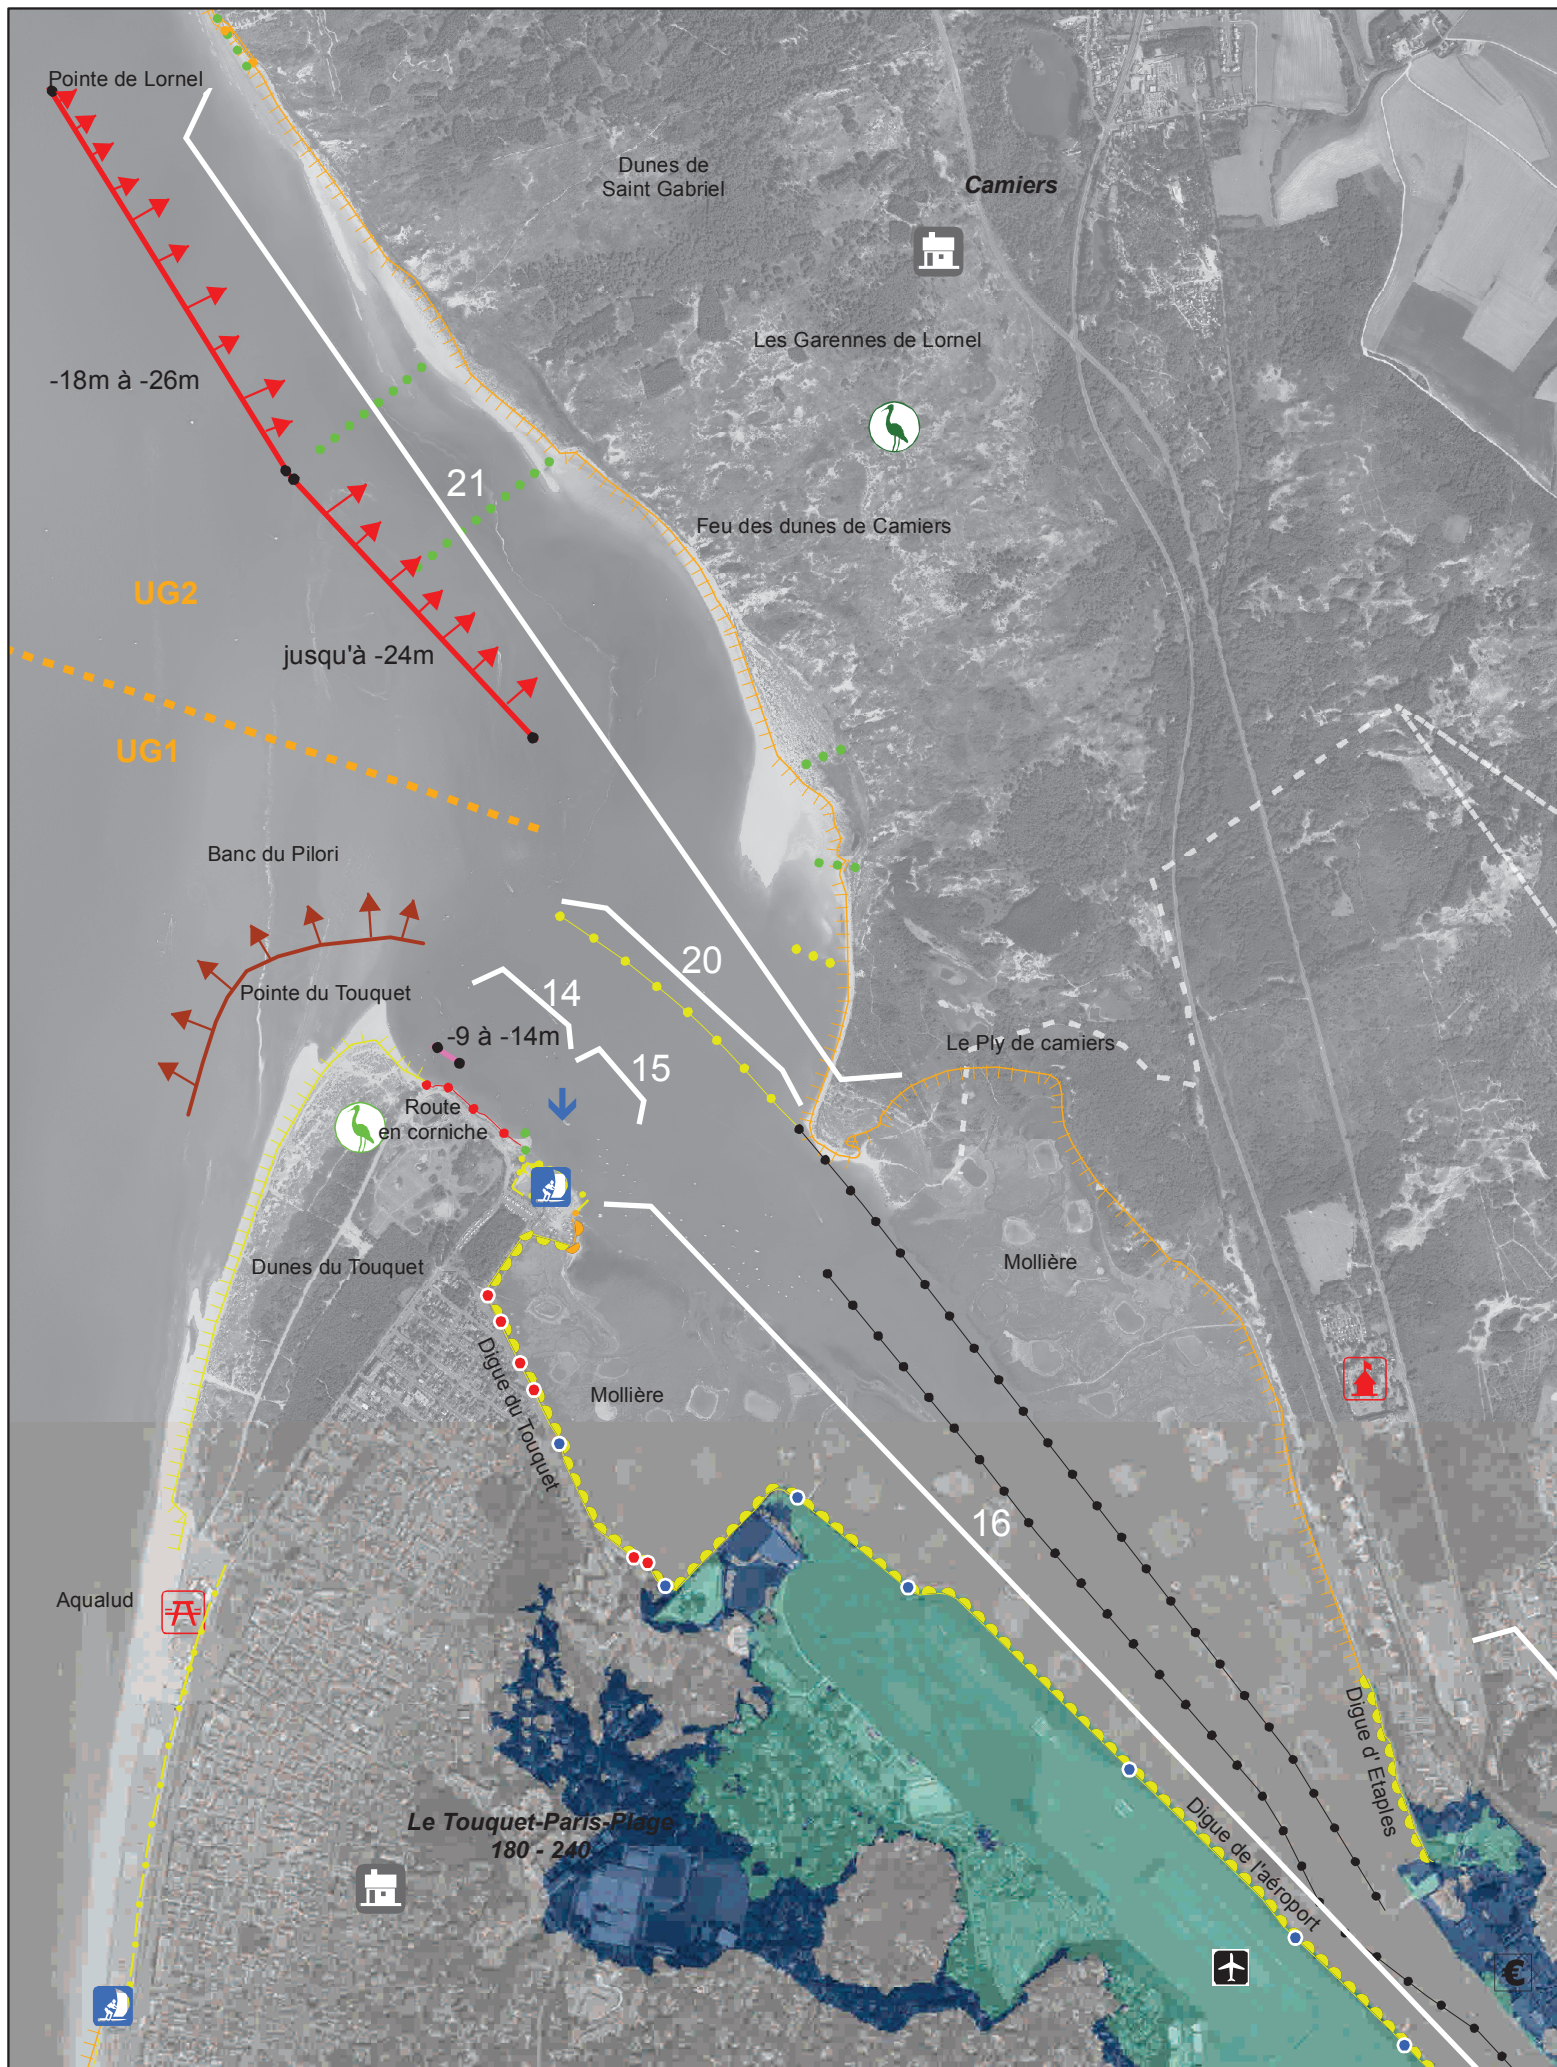 Pointe de Lornel
Dunes de
Saint Gabriel
Camiers
Les Garennes de Lornel
-18m à -26m
21
Feu des dunes de Camiers
UG2
jusqu'à -24m
UG1
Banc du Pilori
20
Pointe du Touquet
14
-9 à -14m
Le Ply de camiers
15
Route
en corniche
Dunes du Touquet
Mollière
Digue du Touquet
Mollière
16
Aqualud
Digue d' Etaples
Le Touquet-Paris-Plage
180 - 240
Digue de l'aéroport
€